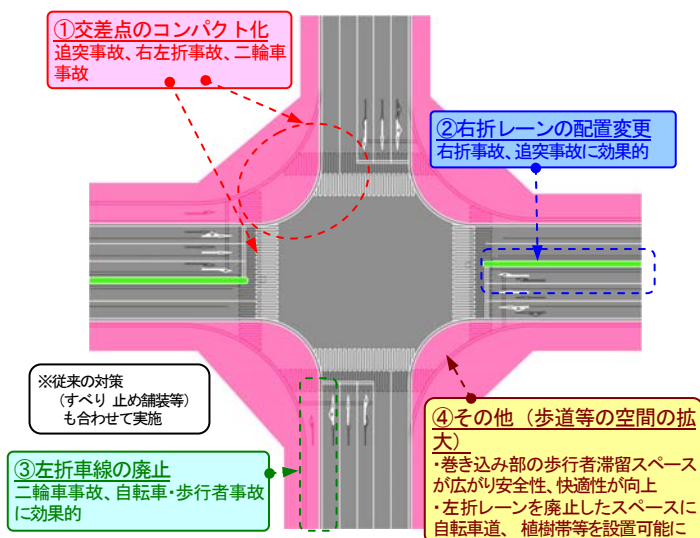 ①交差点のコンパクト化
追突事故、右左折事故、二輪車
事故
②右折レーンの配置変更
右折事故、追突事故に効果的
※従来の対策
(すべり 止め舗装等)
も合わせて実施
③左折車線の廃止
二輪車事故、自転車・歩行者事故
に効果的
④その他（歩道等の空間の拡
大）
・巻き込み部の歩行者滞留スペース
が広がり安全性、快適性が向上
・左折レーンを廃止したスペースに
自転車道、 植樹帯等を設置可能に